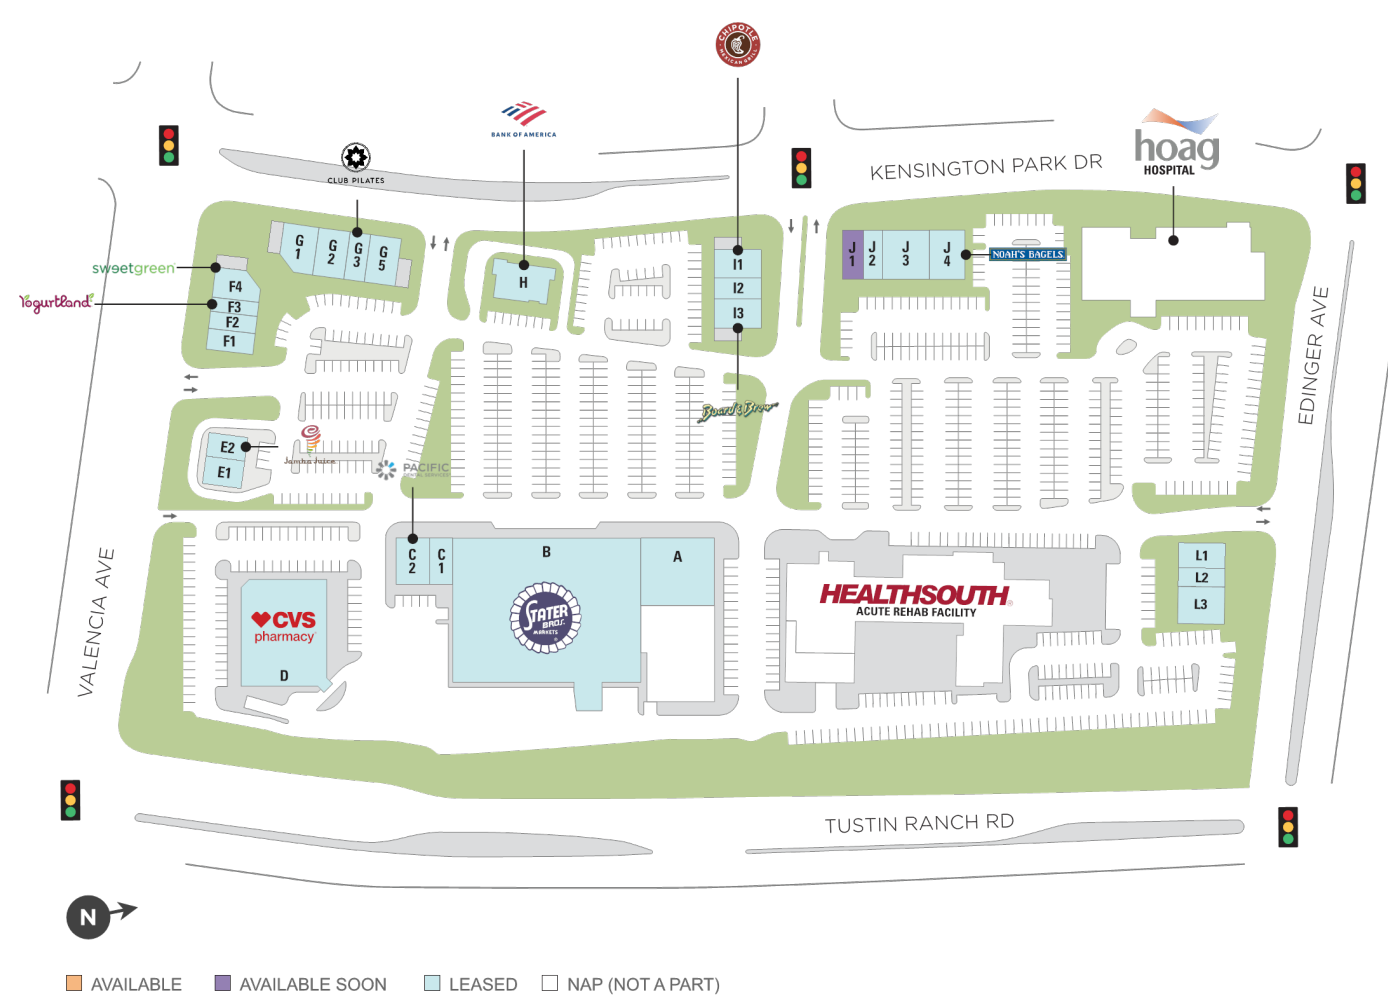 CHIPOTLE
MEXICAN GRILL
BANK OF AMERICA
hoag
HOSPITAL
KENSINGTON PARK DR
CLUB PILATES
G
1
G
2
G
3
G
5
J
1
J
2
J
3
J
4
NOAH'S BAGELS
sweetgreen
Yogurtland
F4
F3
F2
F1
H
I1
I2
I3
EDINGER AVE
Board & Brew
E2
E1
Jamba Juice
PACIFIC
DENTAL SERVICES
C
2
C
1
B
A
STATER
BROS.
MARKETS
HEALTHSOUTH®
ACUTE REHAB FACILITY
L1
L2
L3
VALENCIA AVE
CVS
pharmacy
D
TUSTIN RANCH RD
N
AVAILABLE
AVAILABLE SOON
LEASED
NAP (NOT A PART)